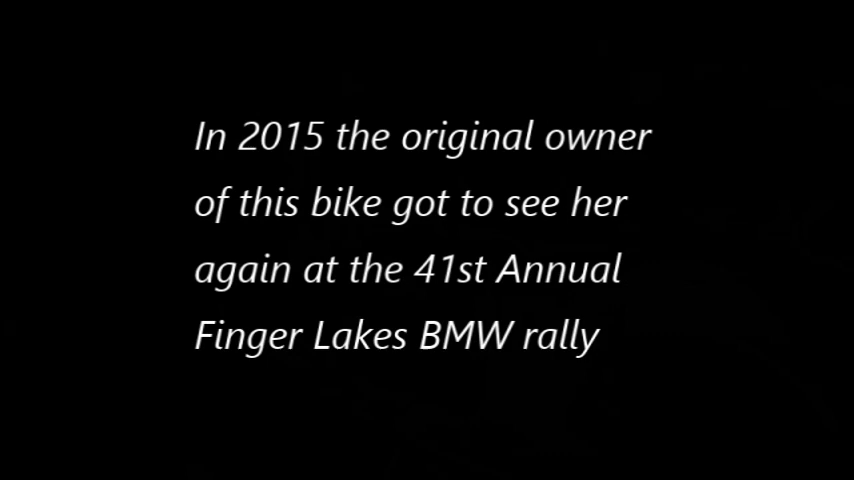 In 2015 the original owner
of this bike got to see her
again at the 41st Annual
Finger Lakes BMW rally